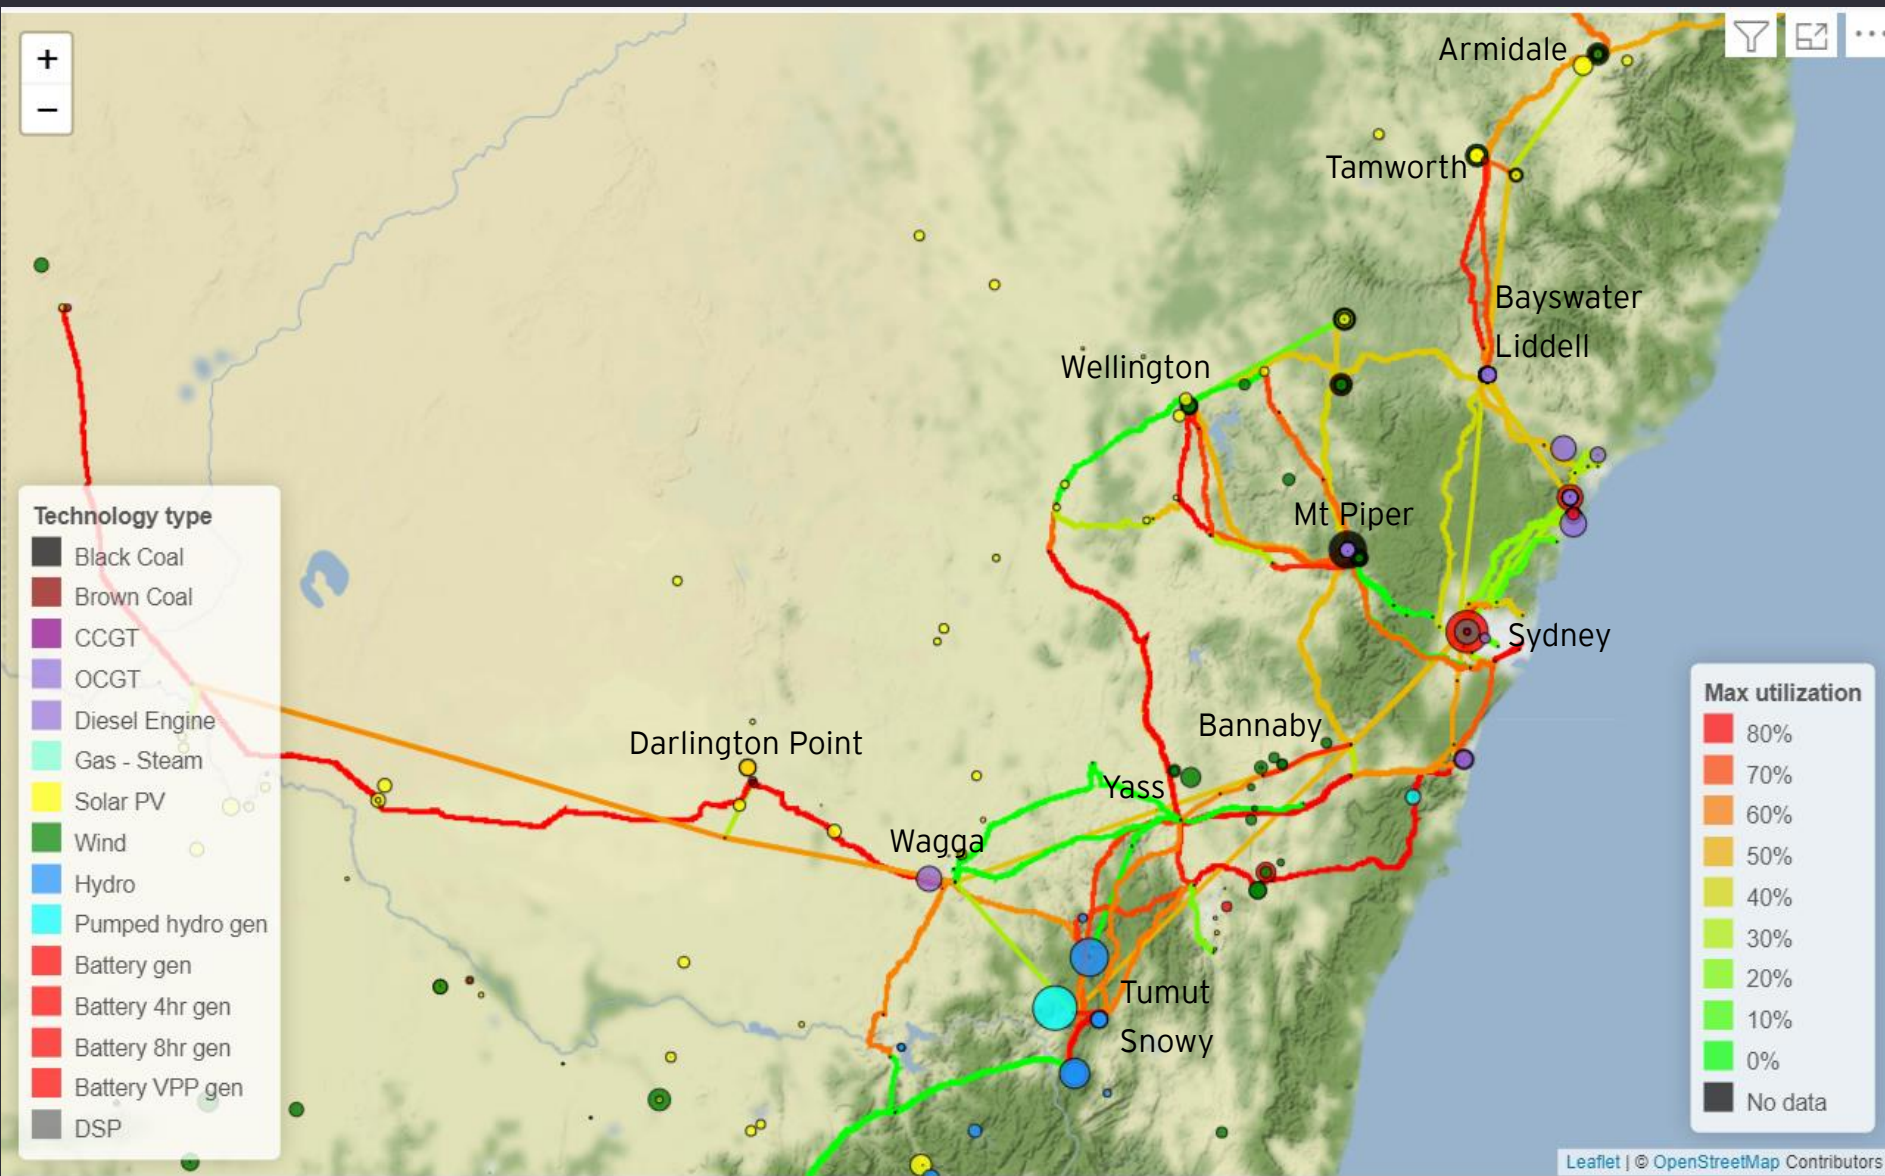 +
−
Armidale
Tamworth
Bayswater
Liddell
Wellington
Mt Piper
Sydney
Bannaby
Darlington Point
Yass
Wagga
Tumut
Snowy
Technology type
Black Coal
Brown Coal
CCGT
OCGT
Diesel Engine
Gas - Steam
Solar PV
Wind
Hydro
Pumped hydro gen
Battery gen
Battery 4hr gen
Battery 8hr gen
Battery VPP gen
DSP
Max utilization
80%
70%
60%
50%
40%
30%
20%
10%
0%
No data
Leaflet | © OpenStreetMap Contributors